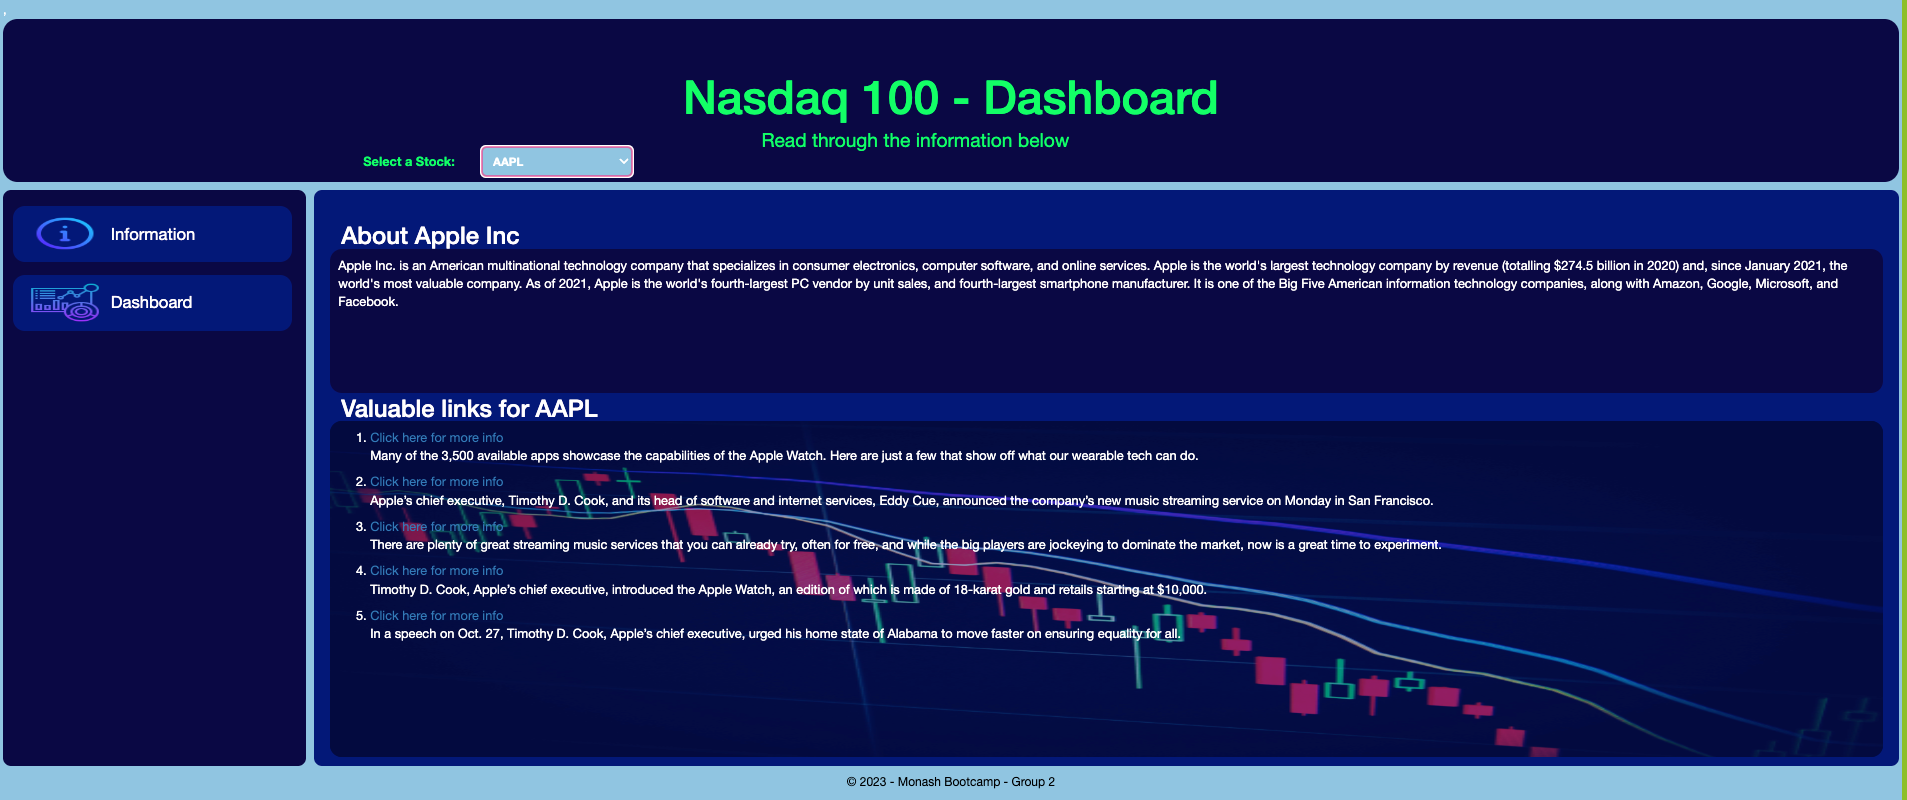 ,
Nasdaq 100 - Dashboard
Read through the information below
Select a Stock:
AAPL
Information
Dashboard
About Apple Inc
Apple Inc. is an American multinational technology company that specializes in consumer electronics, computer software, and online services. Apple is the world's largest technology company by revenue (totalling $274.5 billion in 2020) and, since January 2021, the
world's most valuable company. As of 2021, Apple is the world's fourth-largest PC vendor by unit sales, and fourth-largest smartphone manufacturer. It is one of the Big Five American information technology companies, along with Amazon, Google, Microsoft, and
Facebook.
Valuable links for AAPL
1. Click here for more info
Many of the 3,500 available apps showcase the capabilities of the Apple Watch. Here are just a few that show off what our wearable tech can do.
2. Click here for more info
Apple’s chief executive, Timothy D. Cook, and its head of software and internet services, Eddy Cue, announced the company’s new music streaming service on Monday in San Francisco.
3. Click here for more info
There are plenty of great streaming music services that you can already try, often for free, and while the big players are jockeying to dominate the market, now is a great time to experiment.
4. Click here for more info
Timothy D. Cook, Apple’s chief executive, introduced the Apple Watch, an edition of which is made of 18-karat gold and retails starting at $10,000.
5. Click here for more info
In a speech on Oct. 27, Timothy D. Cook, Apple’s chief executive, urged his home state of Alabama to move faster on ensuring equality for all.
© 2023 - Monash Bootcamp - Group 2